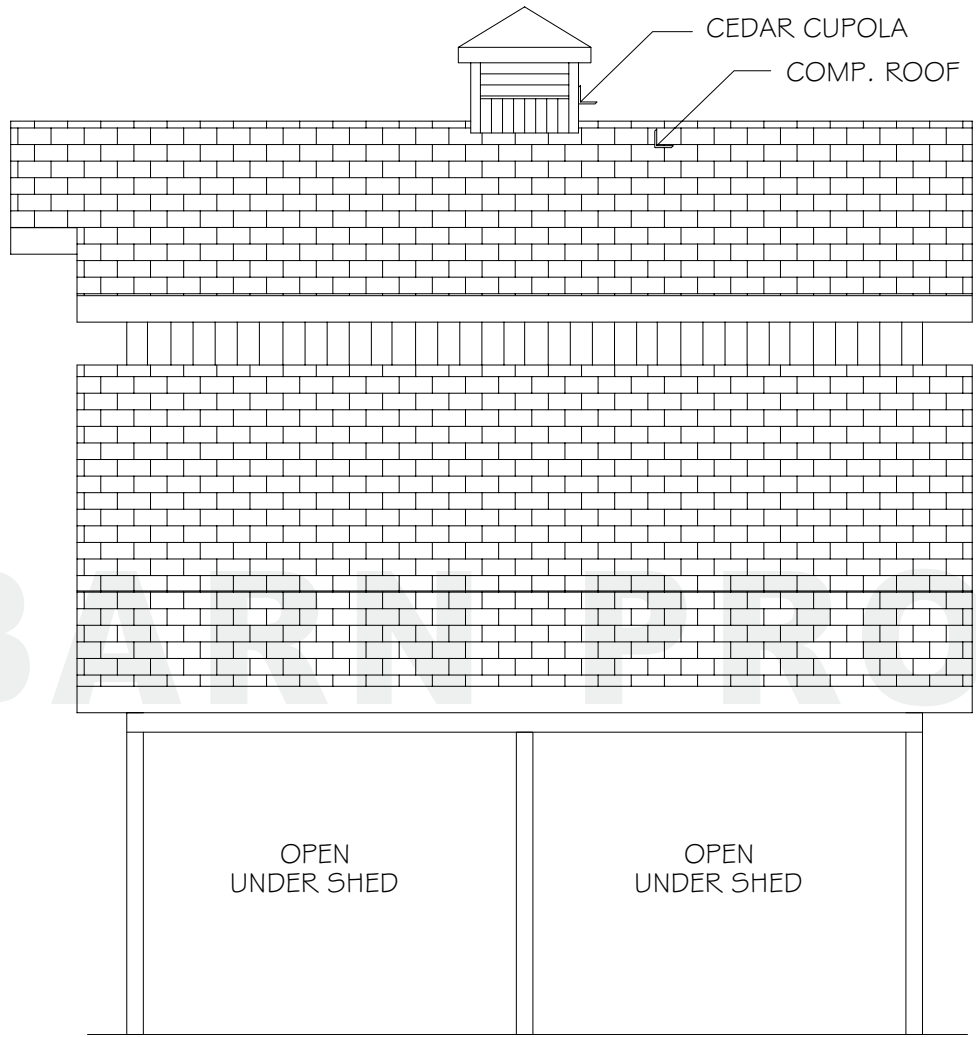 CEDAR CUPOLA
COMP. ROOF
BARN PRO
OPEN
UNDER SHED
OPEN
UNDER SHED